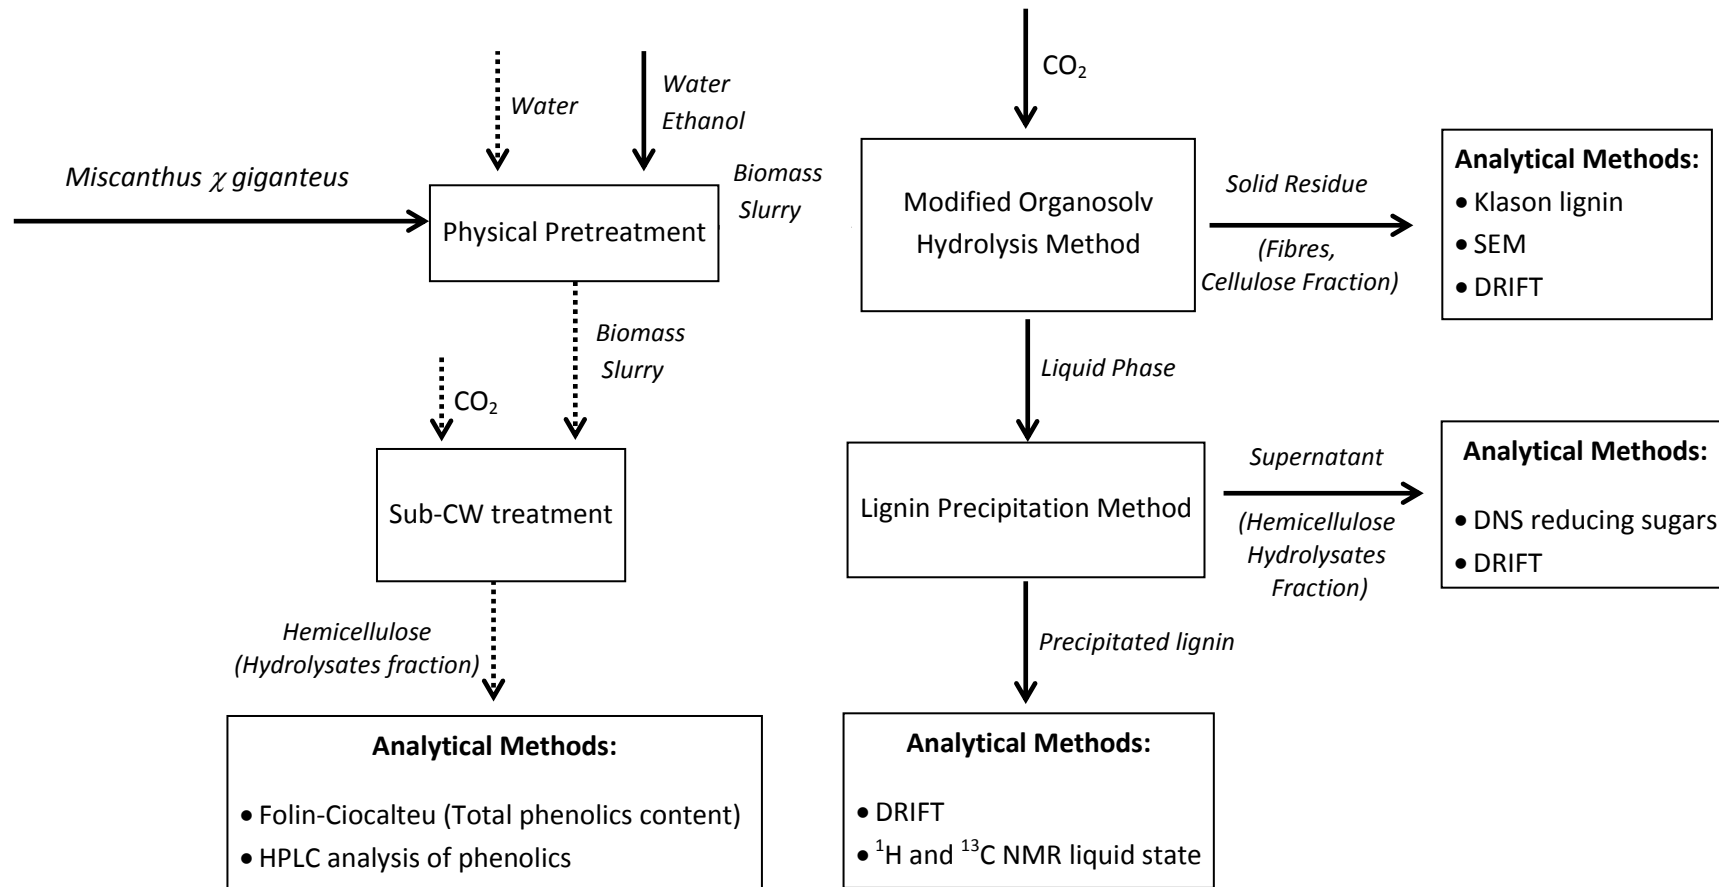 Water
Water
Ethanol
CO₂
Miscanthus χ giganteus
Physical Pretreatment
Biomass
Slurry
Modified Organosolv
Hydrolysis Method
Solid Residue
(Fibres,
Cellulose Fraction)
Analytical Methods:
• Klason lignin
• SEM
• DRIFT
Biomass
Slurry
CO₂
Liquid Phase
Sub-CW treatment
Lignin Precipitation Method
Supernatant
(Hemicellulose
Hydrolysates
Fraction)
Analytical Methods:
• DNS reducing sugars
• DRIFT
Hemicellulose
(Hydrolysates fraction)
Precipitated lignin
Analytical Methods:
• Folin-Ciocalteu (Total phenolics content)
• HPLC analysis of phenolics
Analytical Methods:
• DRIFT
• ¹H and ¹³C NMR liquid state